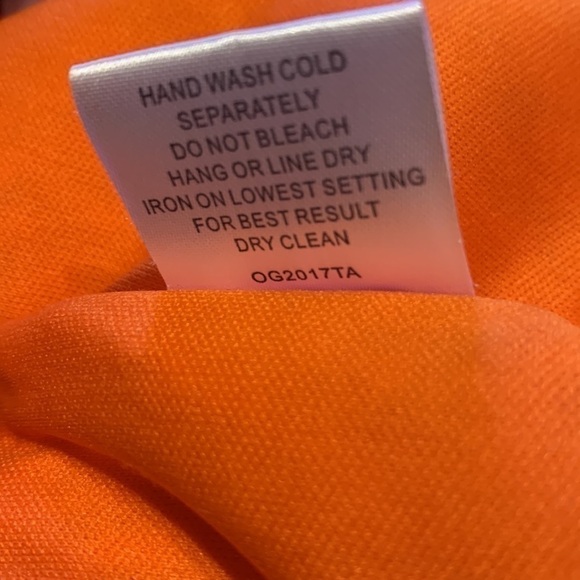 HAND WASH COLD
SEPARATELY
DO NOT BLEACH
HANG OR LINE DRY
IRON ON LOWEST SETTING
FOR BEST RESULT
DRY CLEAN
OG2017TA